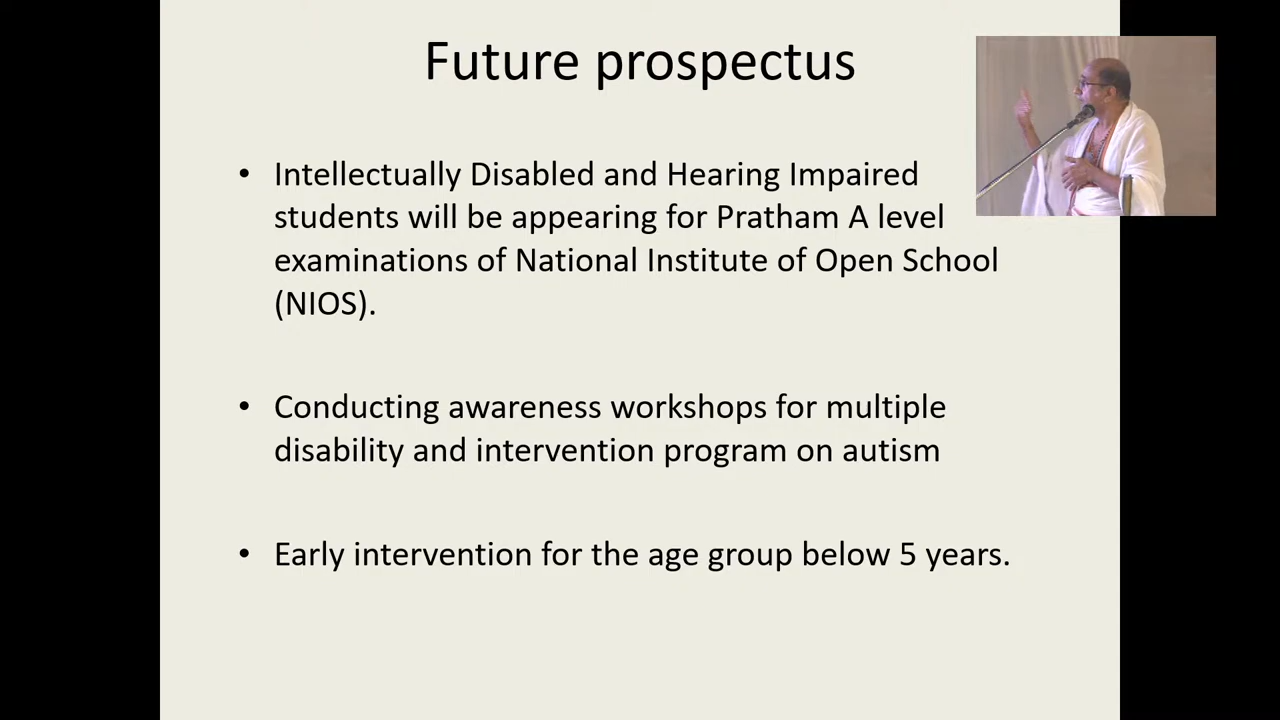 Future prospectus
• Intellectually Disabled and Hearing Impaired
students will be appearing for Pratham A level
examinations of National Institute of Open School
(NIOS).
• Conducting awareness workshops for multiple
disability and intervention program on autism
• Early intervention for the age group below 5 years.